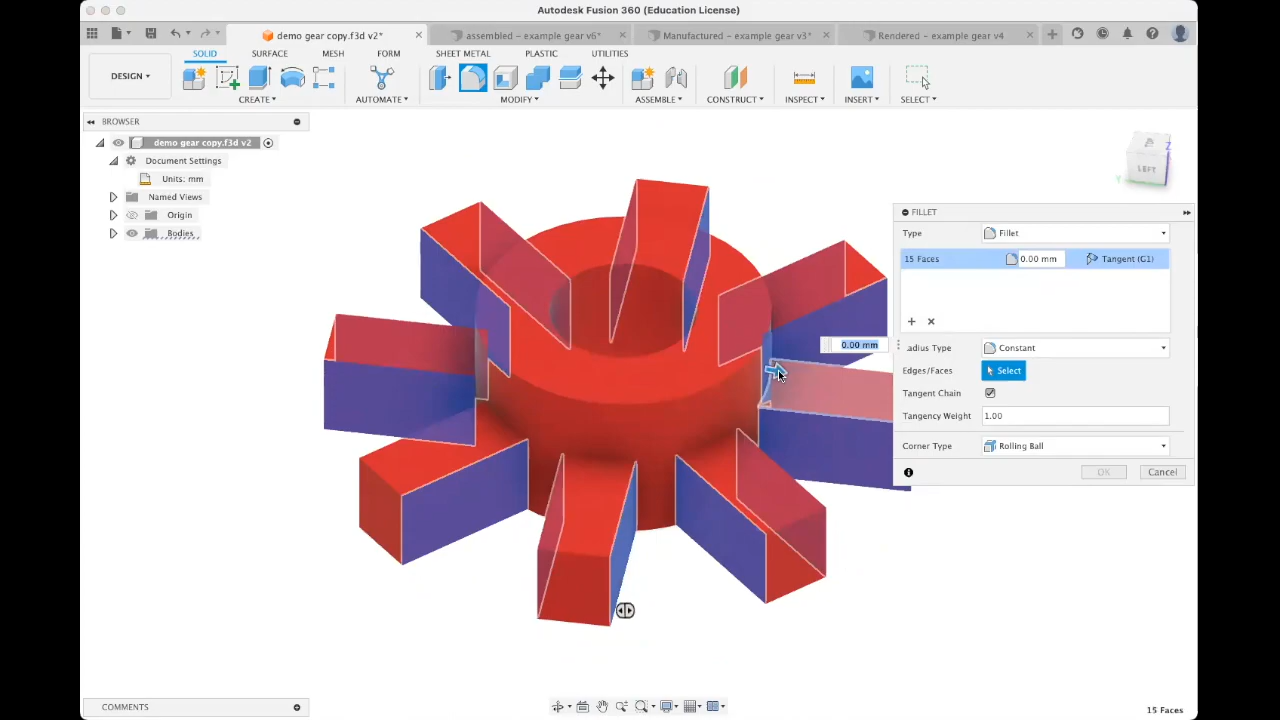 Autodesk Fusion 360 (Education License)
demo gear copy.f3d v2*
assembled - example gear v6*
Manufactured - example gear v3*
Rendered - example gear v4
SOLID
SURFACE
MESH
FORM
SHEET METAL
PLASTIC
UTILITIES
DESIGN
CREATE
AUTOMATE
MODIFY
ASSEMBLE
CONSTRUCT
INSPECT
INSERT
SELECT
BROWSER
demo gear copy.f3d v2
Document Settings
Units: mm
Named Views
Origin
Bodies
Z
Y
LEFT
FILLET
Type
Fillet
15 Faces
0.00 mm
Tangent (G1)
0.00 mm
adius Type
Constant
Edges/Faces
Select
Tangent Chain
Tangency Weight
1.00
Corner Type
Rolling Ball
OK
Cancel
COMMENTS
15 Faces